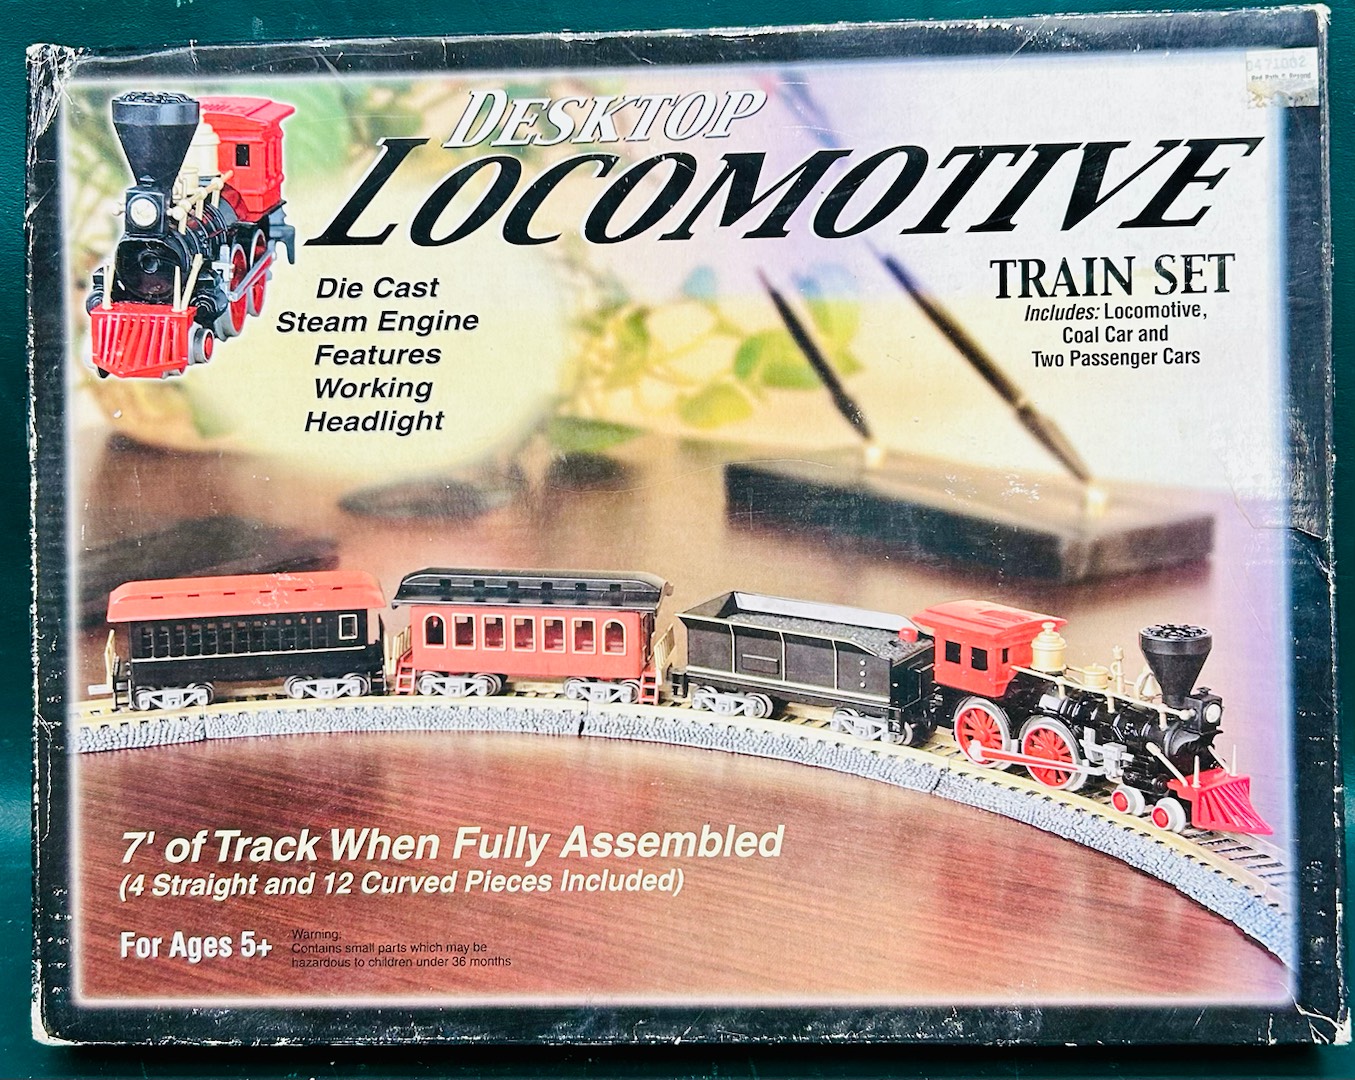 0471002
DESKTOP
LOCOMOTIVE
TRAIN SET
Includes: Locomotive,
Coal Car and
Two Passenger Cars
Die Cast
Steam Engine
Features
Working
Headlight
7' of Track When Fully Assembled
(4 Straight and 12 Curved Pieces Included)
For Ages 5+
Warning:
Contains small parts which may be
hazardous to children under 36 months